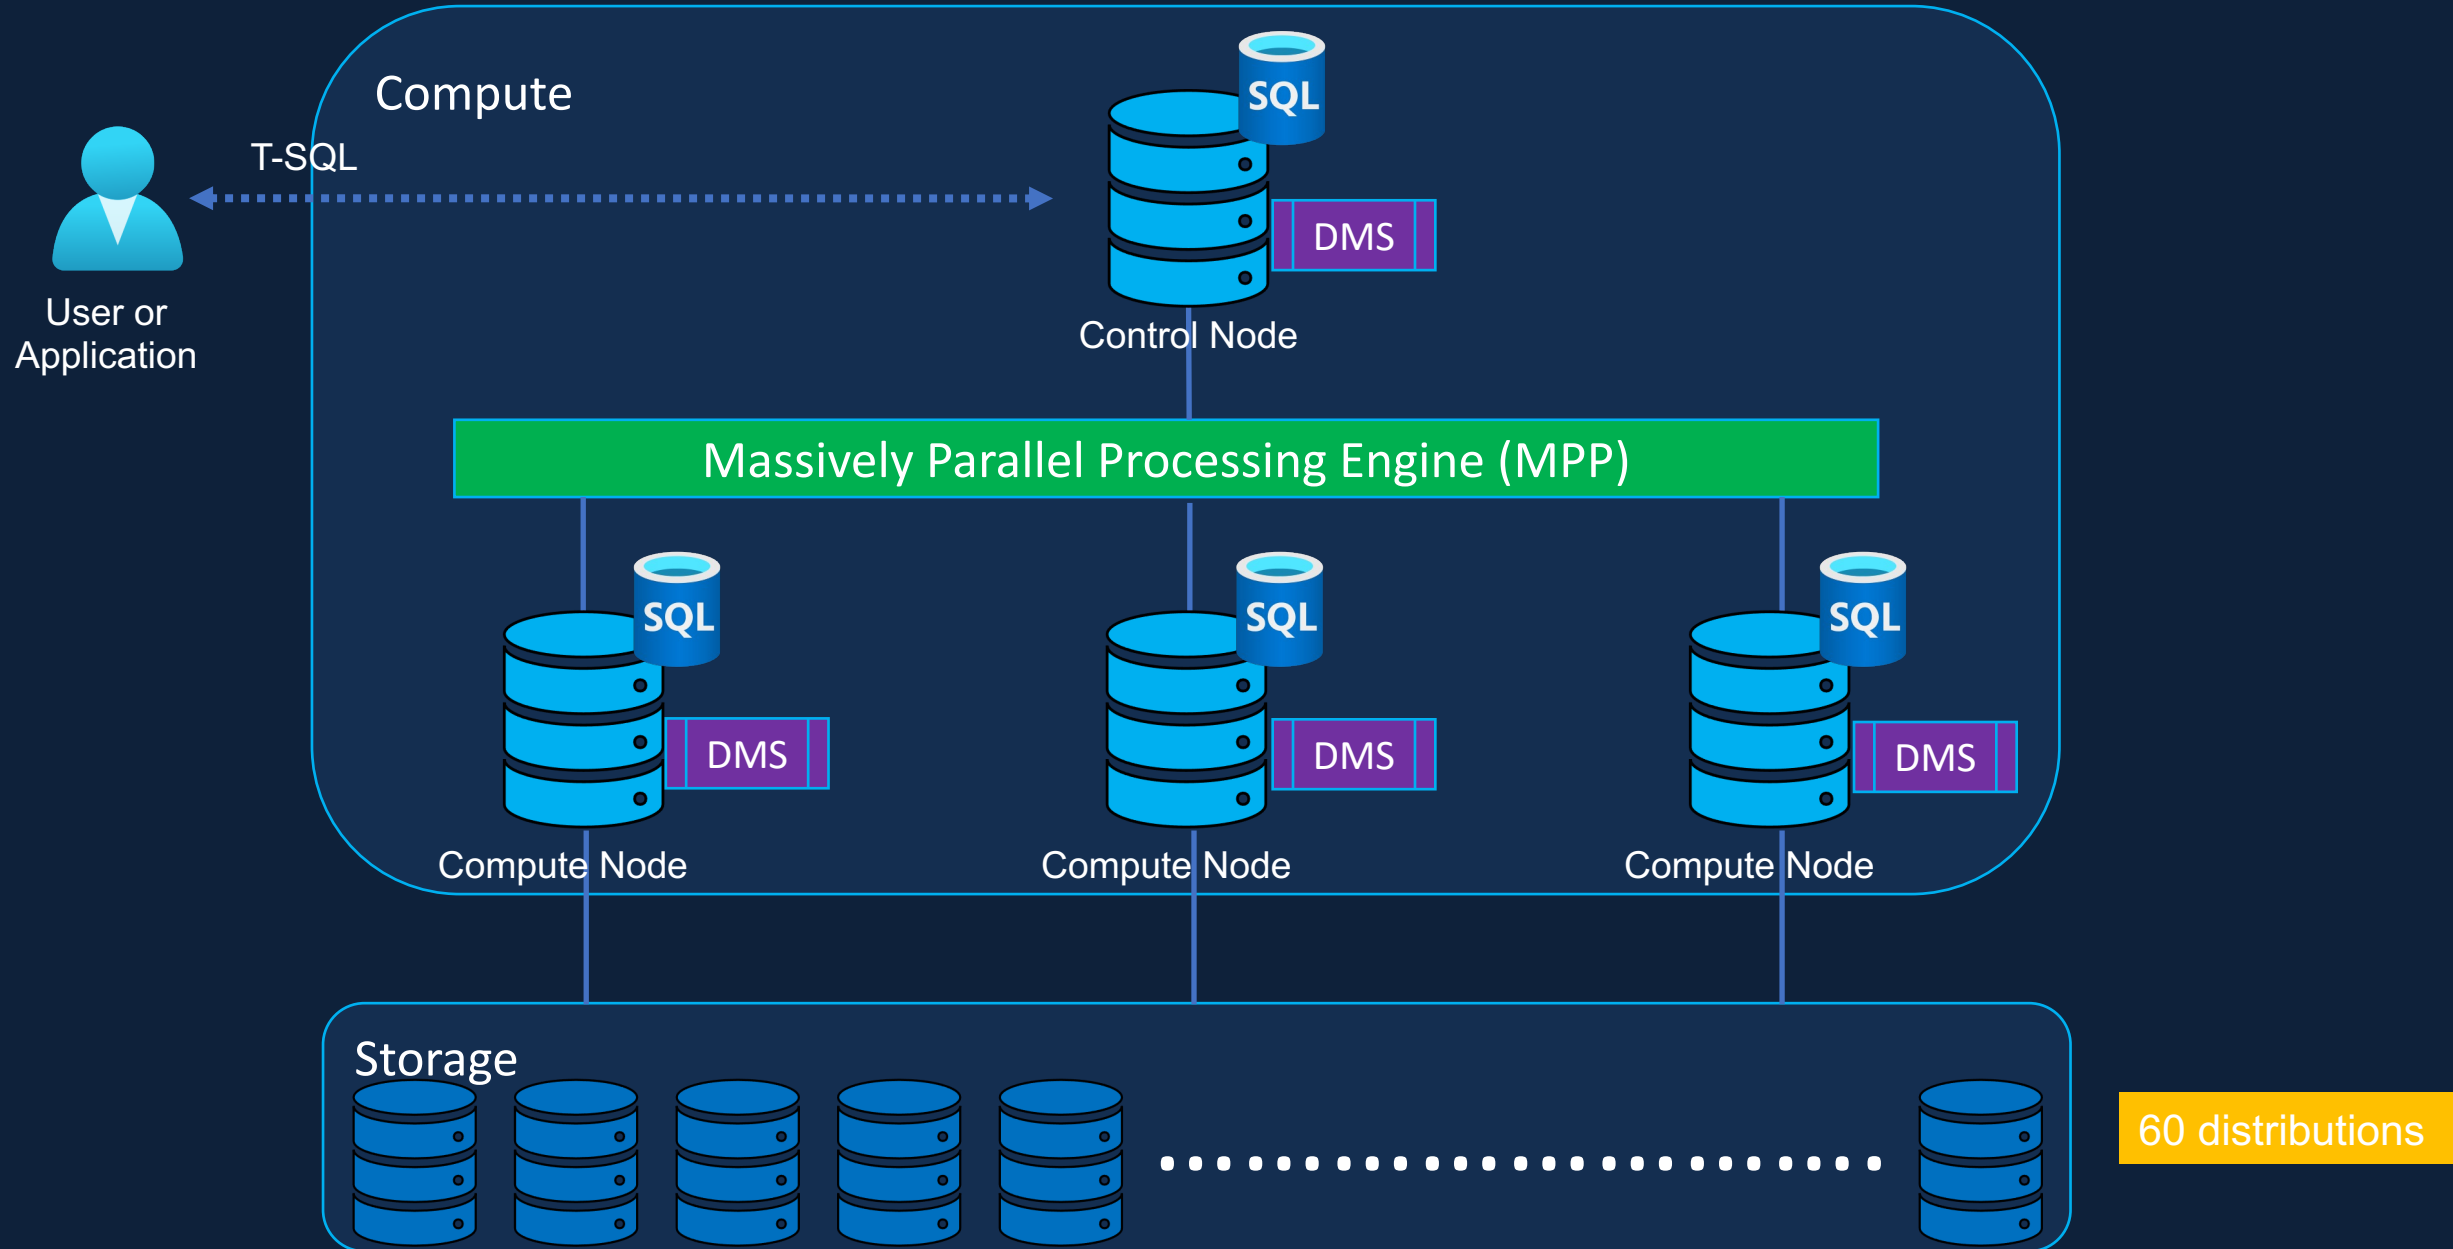 SQL
Compute
T-SQL
DMS
User or
Application
Control Node
Massively Parallel Processing Engine (MPP)
SQL
SQL
SQL
DMS
DMS
DMS
Compute Node
Compute Node
Compute Node
Storage
60 distributions